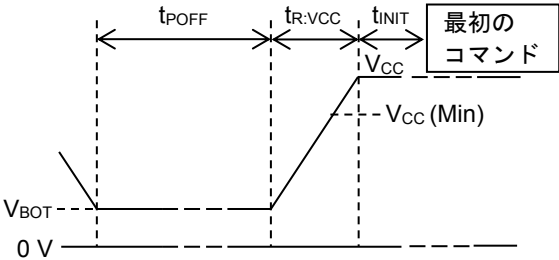 tPOFF tR:VCC tINIT 最初の
コマンド
VCC
VCC (Min)
VBOT
0 V